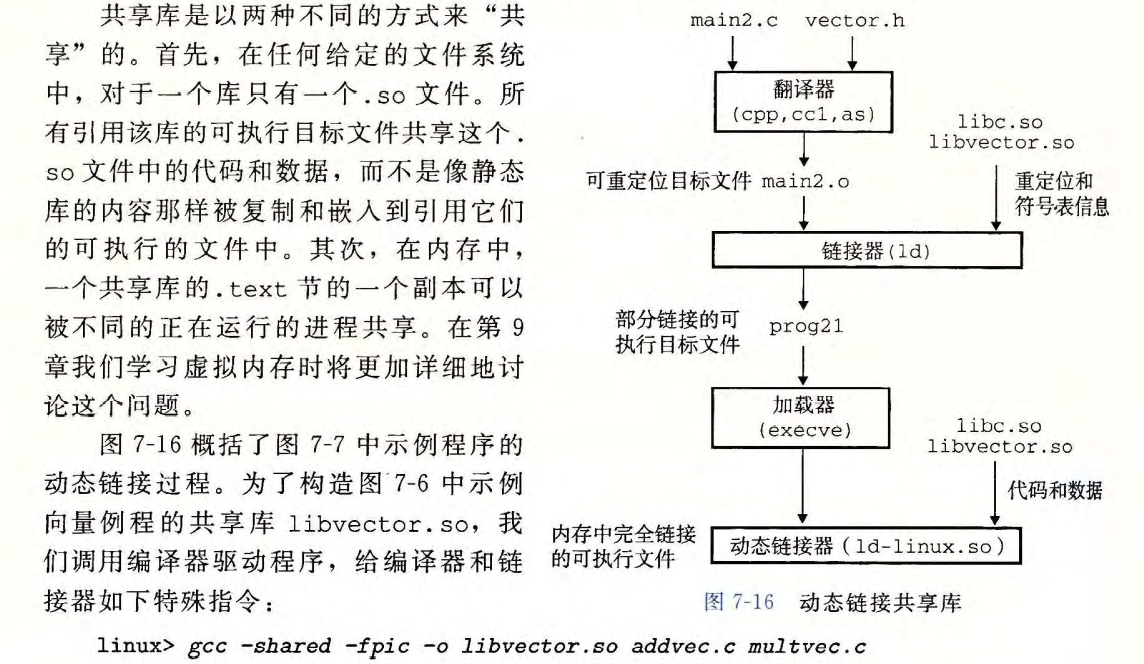 共享库是以两种不同的方式来“共
享”的。首先，在任何给定的文件系统
中，对于一个库只有一个.so 文件。所
有引用该库的可执行目标文件共享这个.
so 文件中的代码和数据，而不是像静态
库的内容那样被复制和嵌入到引用它们
的可执行的文件中。其次，在内存中，
一个共享库的.text 节的一个副本可以
被不同的正在运行的进程共享。在第 9
章我们学习虚拟内存时将更加详细地讨
论这个问题。
图 7-16 概括了图 7-7 中示例程序的
动态链接过程。为了构造图 7-6 中示例
向量例程的共享库 libvector.so，我
们调用编译器驱动程序，给编译器和链
接器如下特殊指令：
main2.c vector.h
翻译器
(cpp,cc1,as)
libc.so
libvector.so
可重定位目标文件 main2.o
重定位和
符号表信息
链接器(ld)
部分链接的可
执行目标文件
prog21
加载器
(execve)
libc.so
libvector.so
代码和数据
内存中完全链接
的可执行文件
动态链接器(ld-linux.so)
图 7-16 动态链接共享库
linux> gcc -shared -fpic -o libvector.so addvec.c multvec.c